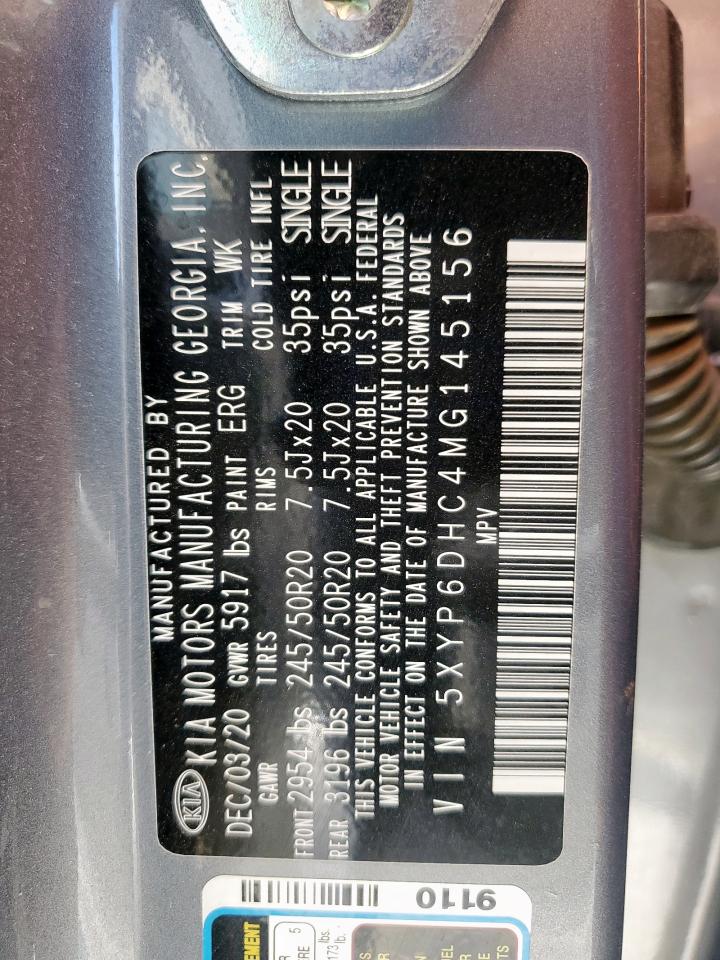 MANUFACTURED BY
KIA KIA MOTORS MANUFACTURING GEORGIA. INC.
DEC/03/20 GVWR 5917 lbs PAINT ERG TRIM WK
GAWR TIRES RIMS COLD TIRE INFL
FRONT 2954 lbs 245/50R20 7.5Jx20 35psi SINGLE
REAR 3196 lbs 245/50R20 7.5Jx20 35psi SINGLE
THIS VEHICLE CONFORMS TO ALL APPLICABLE U.S.A. FEDERAL
MOTOR VEHICLE SAFETY AND THEFT PREVENTION STANDARDS
IN EFFECT ON THE DATE OF MANUFACTURE SHOWN ABOVE
VIN 5XYP6DHC4MG145156
MPV
9110